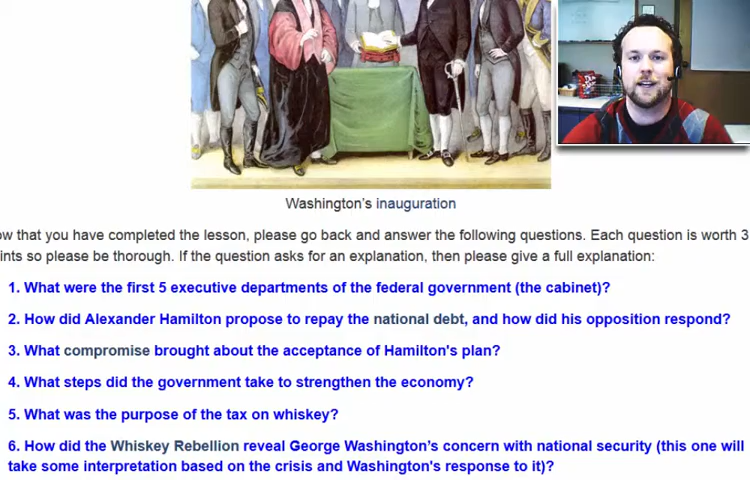 Washington's inauguration
ow that you have completed the lesson, please go back and answer the following questions. Each question is worth 3
ints so please be thorough. If the question asks for an explanation, then please give a full explanation:
1. What were the first 5 executive departments of the federal government (the cabinet)?
2. How did Alexander Hamilton propose to repay the national debt, and how did his opposition respond?
3. What compromise brought about the acceptance of Hamilton's plan?
4. What steps did the government take to strengthen the economy?
5. What was the purpose of the tax on whiskey?
6. How did the Whiskey Rebellion reveal George Washington’s concern with national security (this one will
take some interpretation based on the crisis and Washington's response to it)?